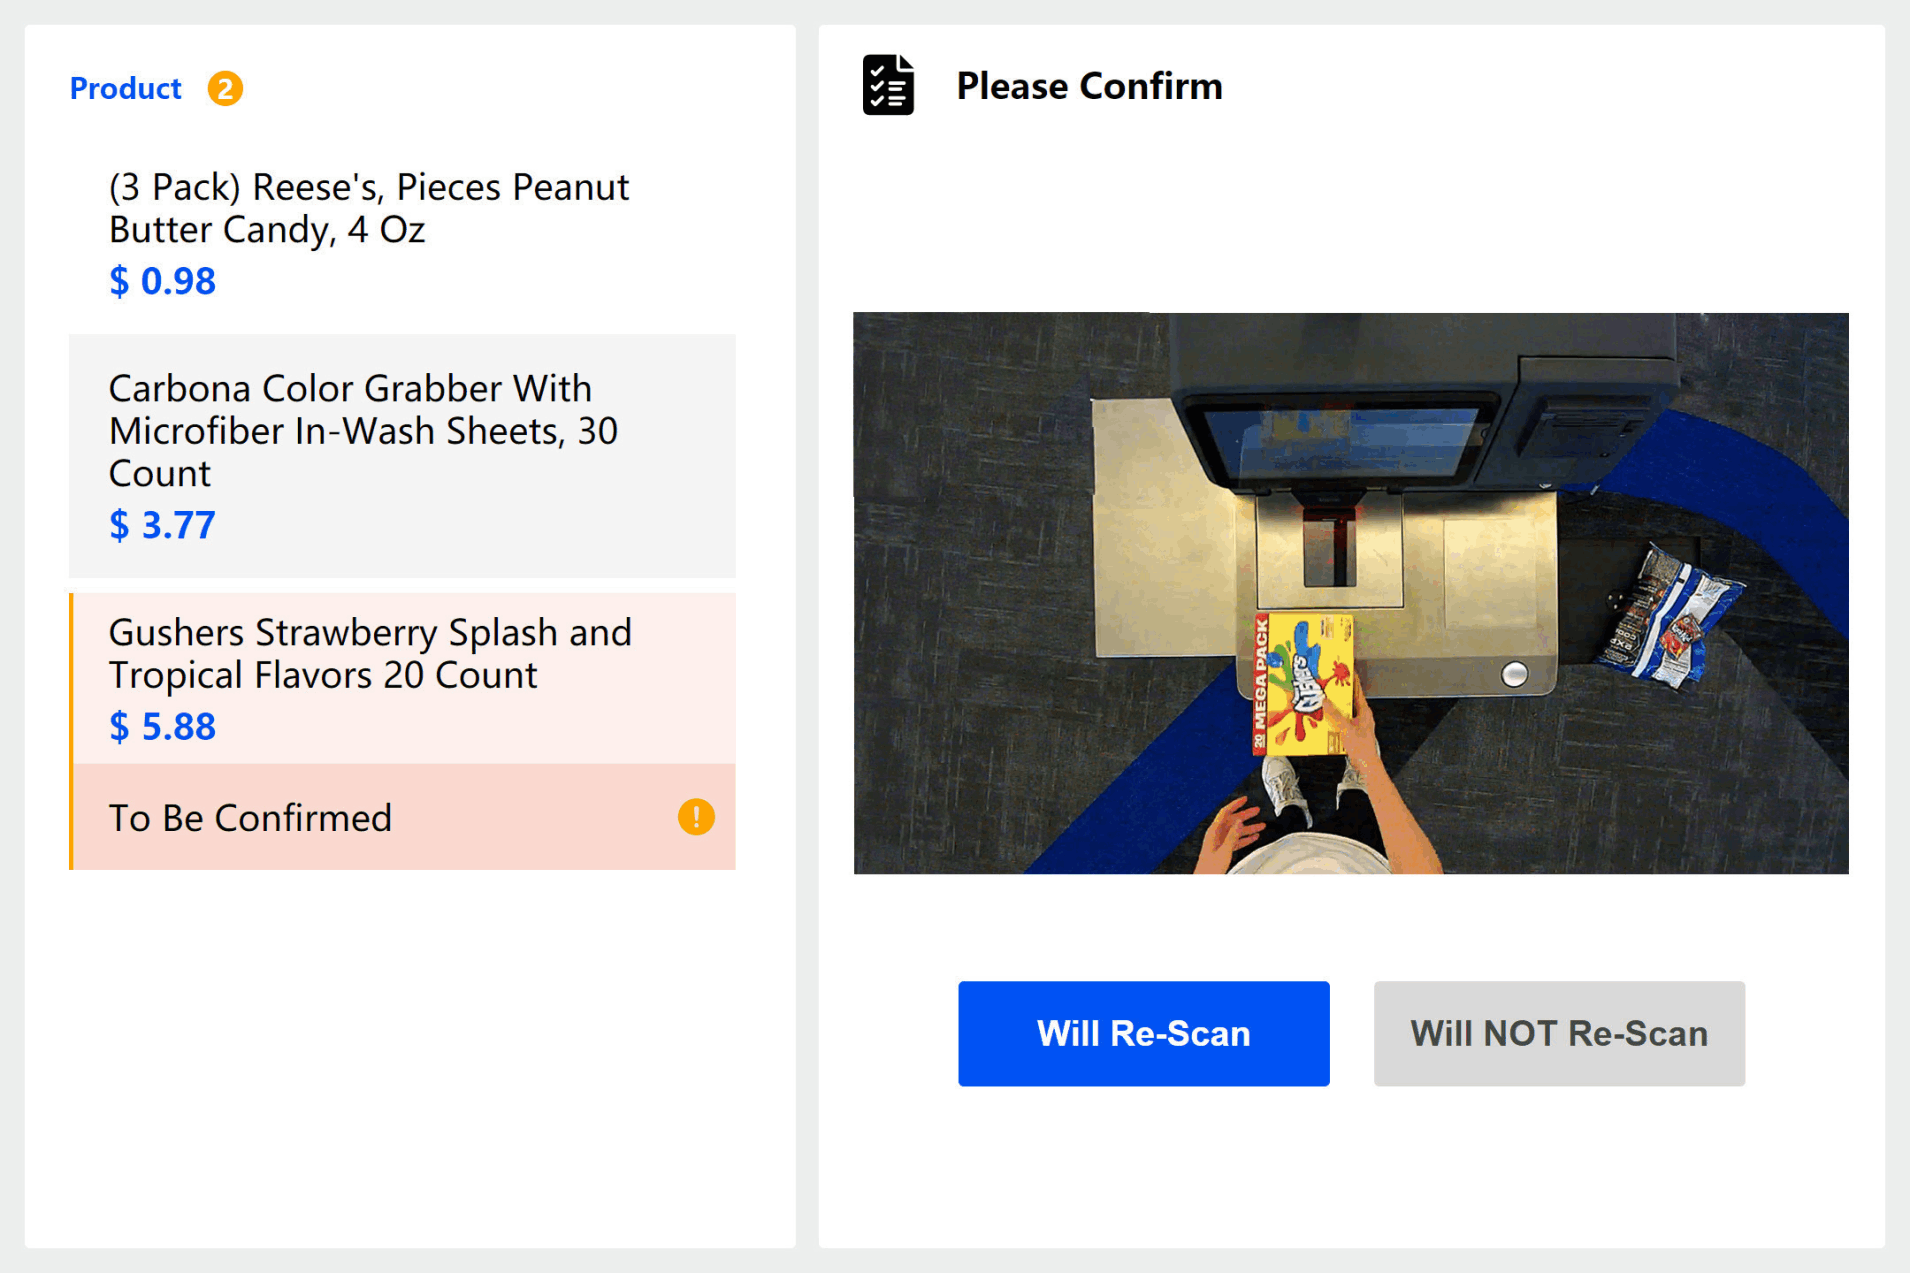 Product 2
(3 Pack) Reese's, Pieces Peanut
Butter Candy, 4 Oz
$ 0.98
Carbona Color Grabber With
Microfiber In-Wash Sheets, 30
Count
$ 3.77
Gushers Strawberry Splash and
Tropical Flavors 20 Count
$ 5.88
To Be Confirmed !
Please Confirm
20 MEGA PACK
GUSHERS
Will Re-Scan
Will NOT Re-Scan